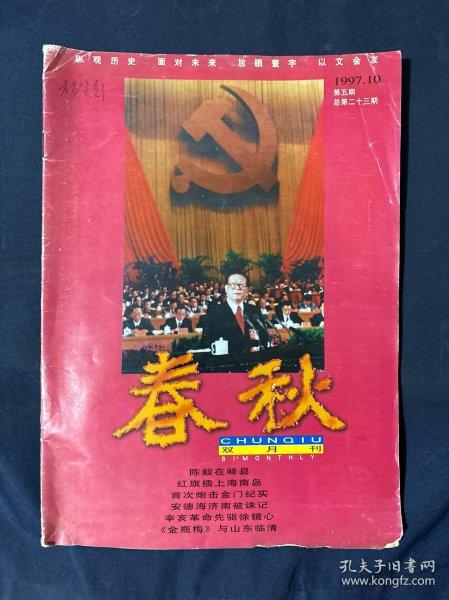 纵观历史 面对未来 放眼寰宇 以文会友
1997.10
第五期
总第二十三期
春秋
CHUNQIU
双月刊
BI*MONTHLY
陈毅在峄县
红旗插上海南岛
首次炮击金门纪实
安德海济南被诛记
辛亥革命先驱徐镜心
《金瓶梅》与山东临清
孔夫子旧书网
www.kongfz.com